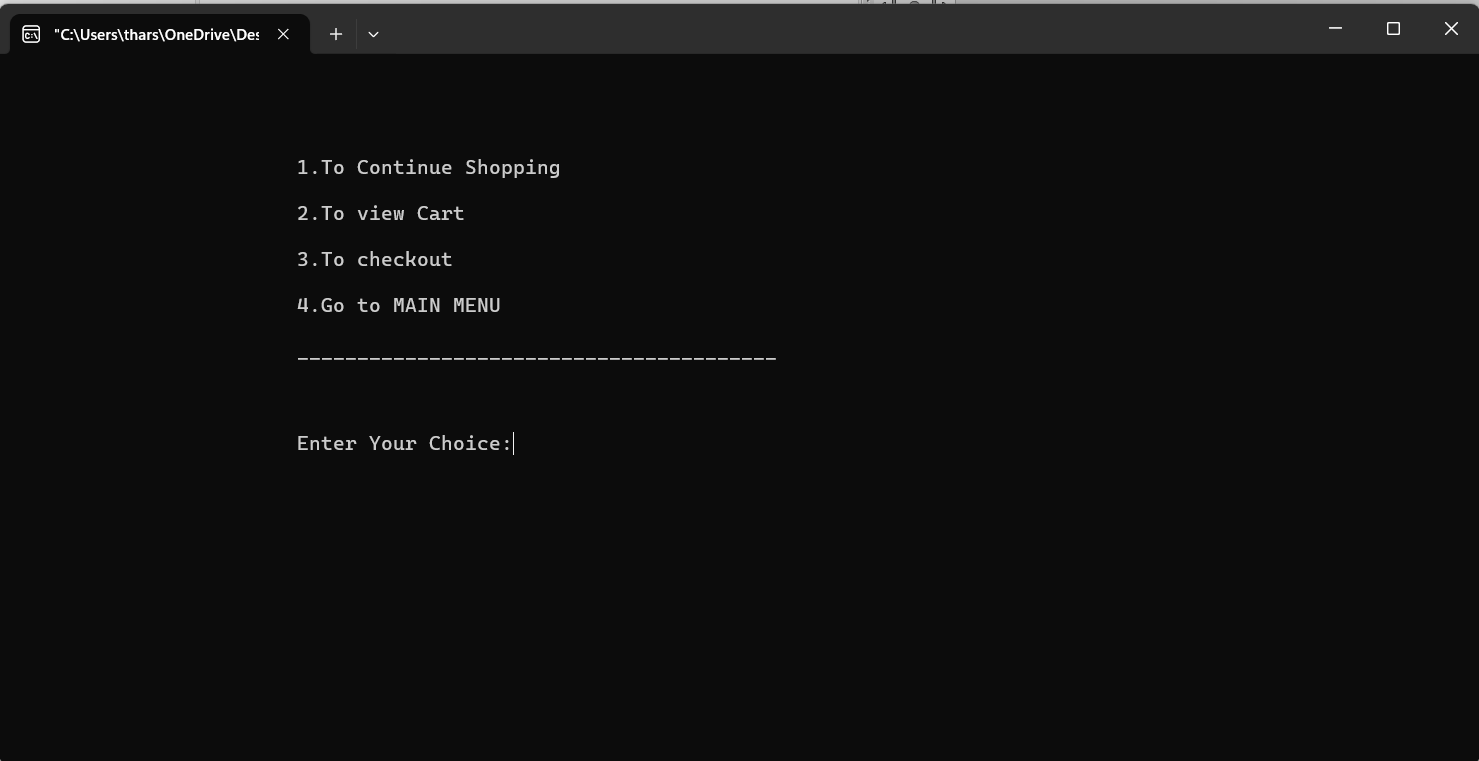 "C:\Users\thars\OneDrive\Des
1.To Continue Shopping
2.To view Cart
3.To checkout
4.Go to MAIN MENU
----------------------------------------
Enter Your Choice: